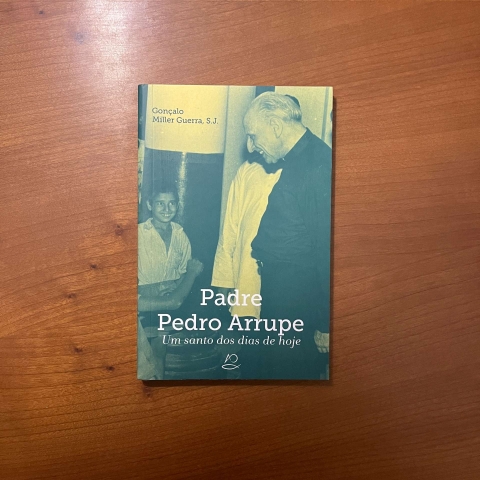 Gonçalo
Miller Guerra, S.J.
Padre
Pedro Arrupe
Um santo dos dias de hoje